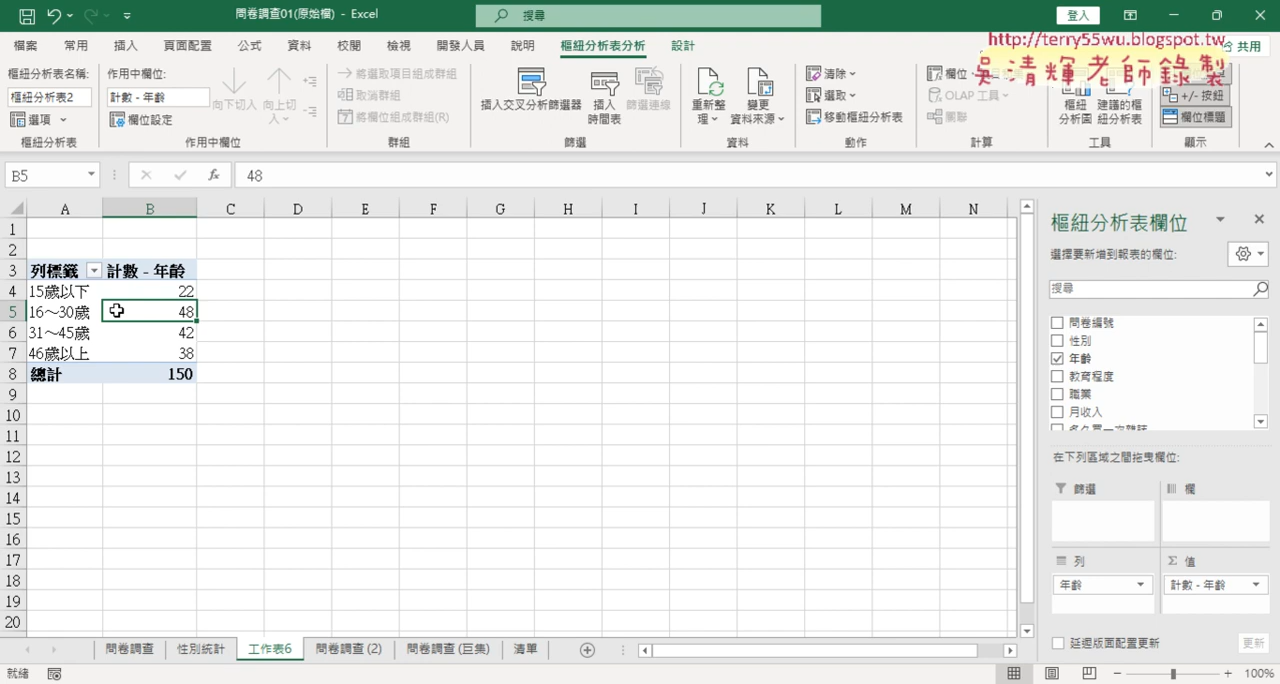 問卷調查01(原始檔) - Excel
搜尋
登入
檔案 常用 插入 頁面配置 公式 資料 校閱 檢視 開發人員 說明 樞紐分析表分析 設計
共用
http://terry55wu.blogspot.tw
吳清輝老師錄製
樞紐分析表名稱:
樞紐分析表2
選項
樞紐分析表
作用中欄位:
計數 - 年齡
欄位設定
向下切入
向上切入
作用中欄位
將選取項目組成群組
取消群組
將欄位組成群組(R)
群組
插入交叉分析篩選器
插入時間表
篩選連線
篩選
重新整理
變更資料來源
資料
清除
選取
移動樞紐分析表
動作
欄位
OLAP 工具
關聯
計算
樞紐分析圖
建議的樞紐分析表
工具
+/- 按鈕
欄位標題
顯示
B5
fx
48
A B C D E F G H I J K L M N
1
2
3 列標籤 計數 - 年齡
4 15歲以下 22
5 16～30歲 48
6 31～45歲 42
7 46歲以上 38
8 總計 150
9
10
11
12
13
14
15
16
17
18
19
20
樞紐分析表欄位
選擇要新增到報表的欄位:
搜尋
問卷編號
性別
年齡
教育程度
職業
月收入
多久買一次雜誌
在下列區域之間拖曳欄位:
篩選
欄
列
Σ 值
年齡
計數 - 年齡
延遲版面配置更新
更新
問卷調查 性別統計 工作表6 問卷調查 (2) 問卷調查 (巨集) 清單
就緒
100%